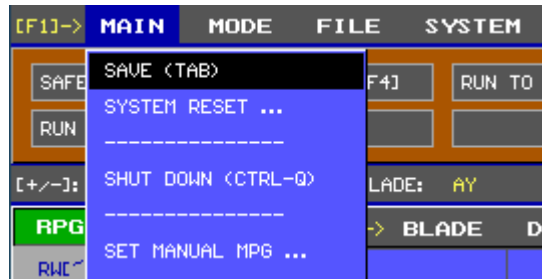 [F1]-> MAIN MODE FILE SYSTEM
SAVE (TAB)
SAFE F4] RUN TO
SYSTEM RESET ...
RUN
---------------
[+/-]: SHUT DOWN (CTRL-Q) LADE: AY
---------------
RPG -> BLADE D
SET MANUAL MPG ...